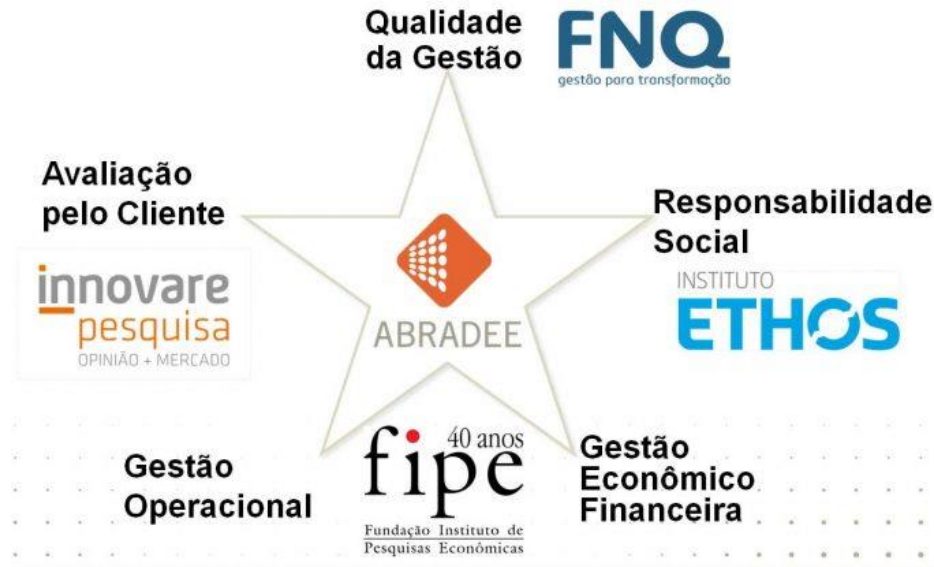 Qualidade
da Gestão
FNQ
gestão para transformação
Avaliação
pelo Cliente
innovare
pesquisa
OPINIÃO + MERCADO
Responsabilidade
Social
INSTITUTO
ETHOS
ABRADEE
Gestão
Operacional
fipe
40 anos
Fundação Instituto de
Pesquisas Econômicas
Gestão
Econômico
Financeira